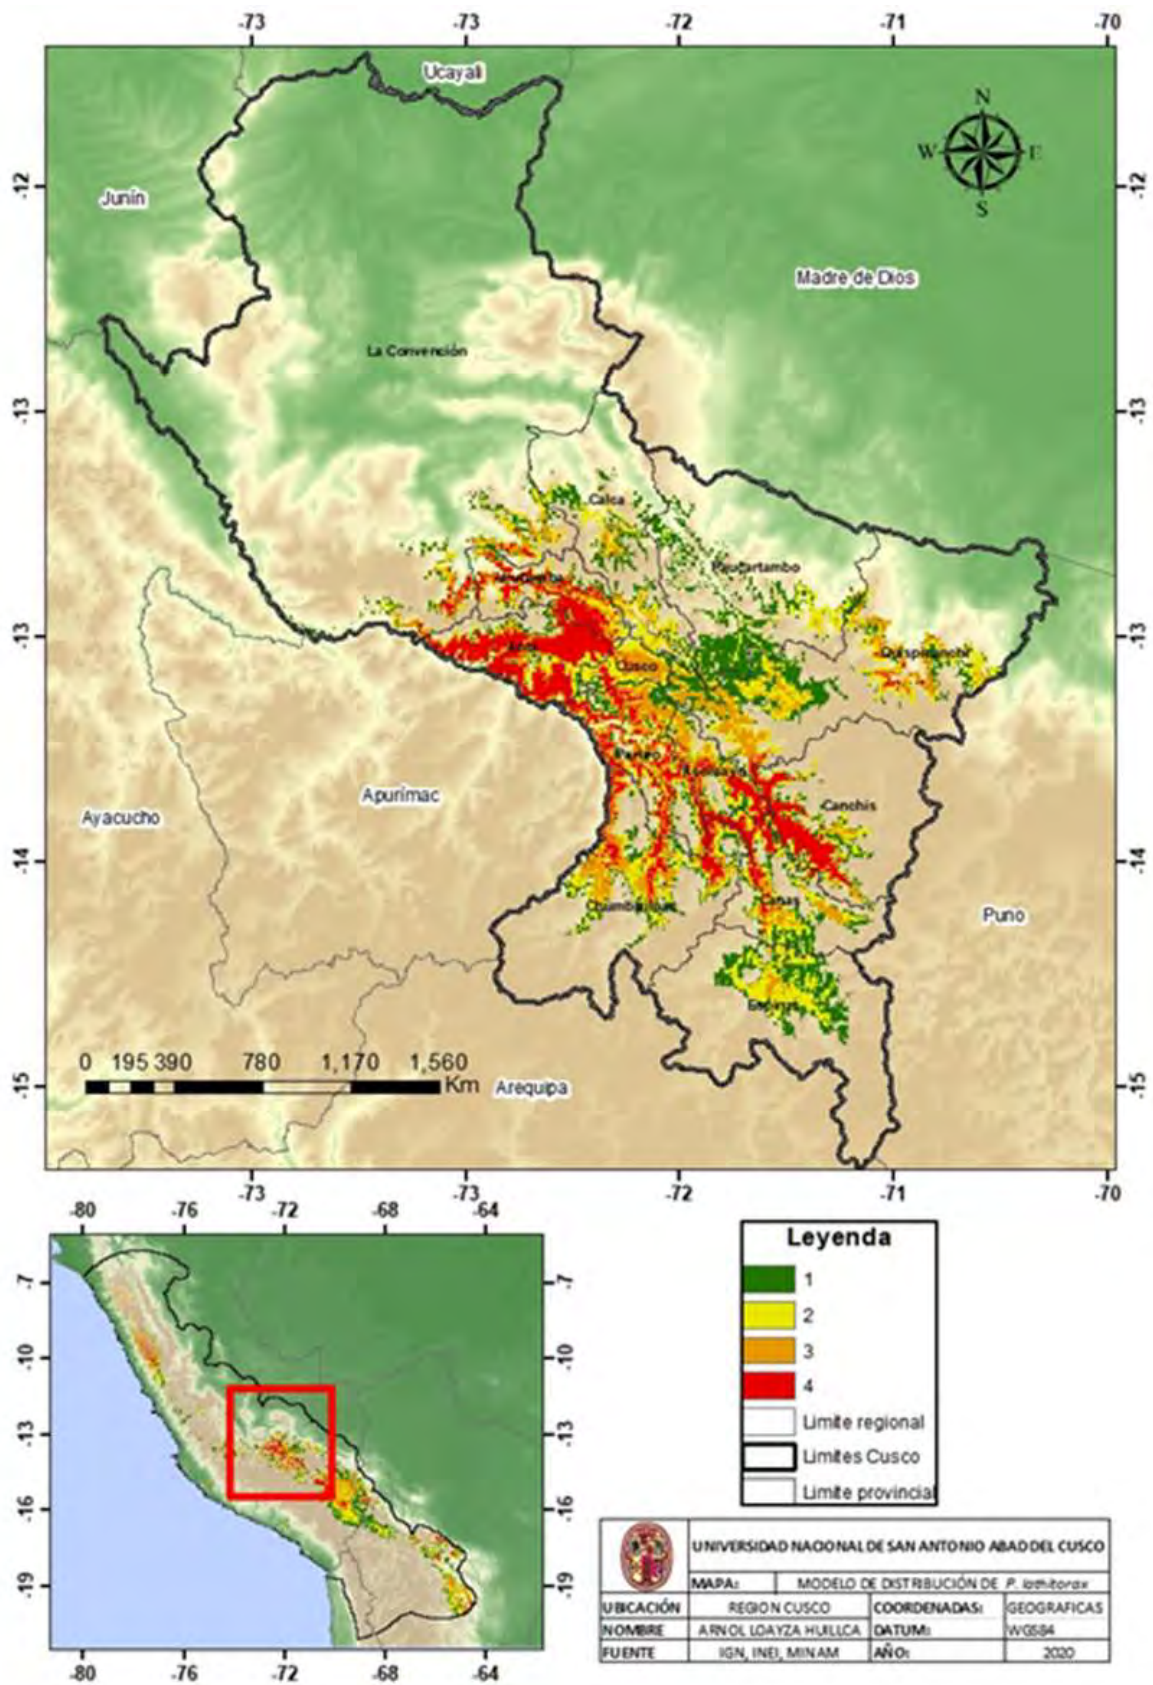 -73 -73 -72 -71 -70
Ucayali
N
W E
S
-12 -12
Junín
Madre de Dios
La Convención
-13 -13
Calca
Paucartambo
-13 -13
Cusco
Quispicanchi
Apurímac
Canchis
Ayacucho
-14 -14
Canas
Puno
0 195 390 780 1,170 1,560
Km
Arequipa
-15 -15
-73 -73 -72 -71 -70
-80 -76 -72 -68 -64
-7 -7
-10 -10
-13 -13
-16 -16
-19 -19
-80 -76 -72 -68 -64
Leyenda
1
2
3
4
Limite regional
Limites Cusco
Limite provincial
UNIVERSIDAD NACIONAL DE SAN ANTONIO ABAD DEL CUSCO
MAPA: MODELO DE DISTRIBUCIÓN DE P. lathitorax
UBICACIÓN REGION CUSCO COORDENADAS: GEOGRAFICAS
NOMBRE ARNOL LOAYZA HUILLCA DATUM: WGS84
FUENTE IGN, INEI, MINAM AÑO: 2020